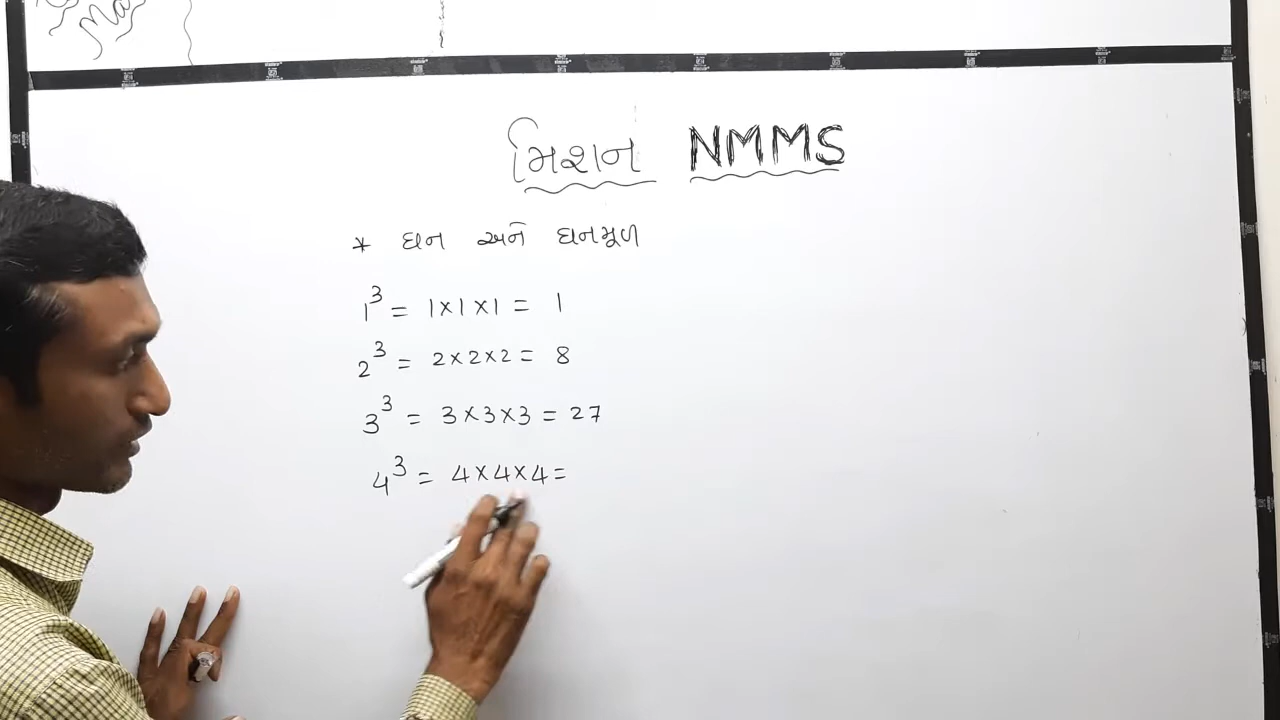 મિશન NMMS
* ઘન અને ઘનમૂળ
1³ = 1×1×1 = 1
2³ = 2×2×2 = 8
3³ = 3×3×3 = 27
4³ = 4×4×4 =